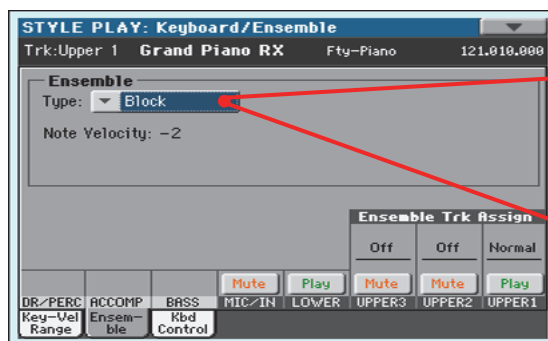 STYLE PLAY: Keyboard/Ensemble
Trk:Upper 1 Grand Piano RX Fty-Piano 121.010.000
Ensemble
Type: Block
Note Velocity: -2
Ensemble Trk Assign
Off Off Normal
Mute Play Mute Mute Play
DR/PERC ACCOMP BASS MIC/IN LOWER UPPER3 UPPER2 UPPER1
Key-Vel Range Ensem-ble Kbd Control